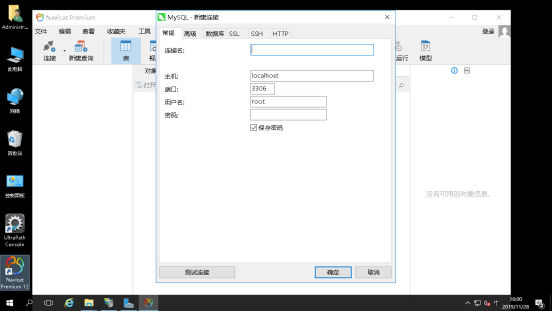 Administr...
此电脑
网络
回收站
控制面板
UltraPath
Console
Navicat
Premium 12
Navicat Premium
文件 编辑 查看 收藏夹 工具
登录
连接 新建查询 表
运行 模型
对象
打开
没有可用的对象信息。
MySQL - 新建连接
常规 高级 数据库 SSL SSH HTTP
连接名:
主机: localhost
端口: 3306
用户名: root
密码:
保存密码
测试连接 确定 取消
16:00
2019/11/28